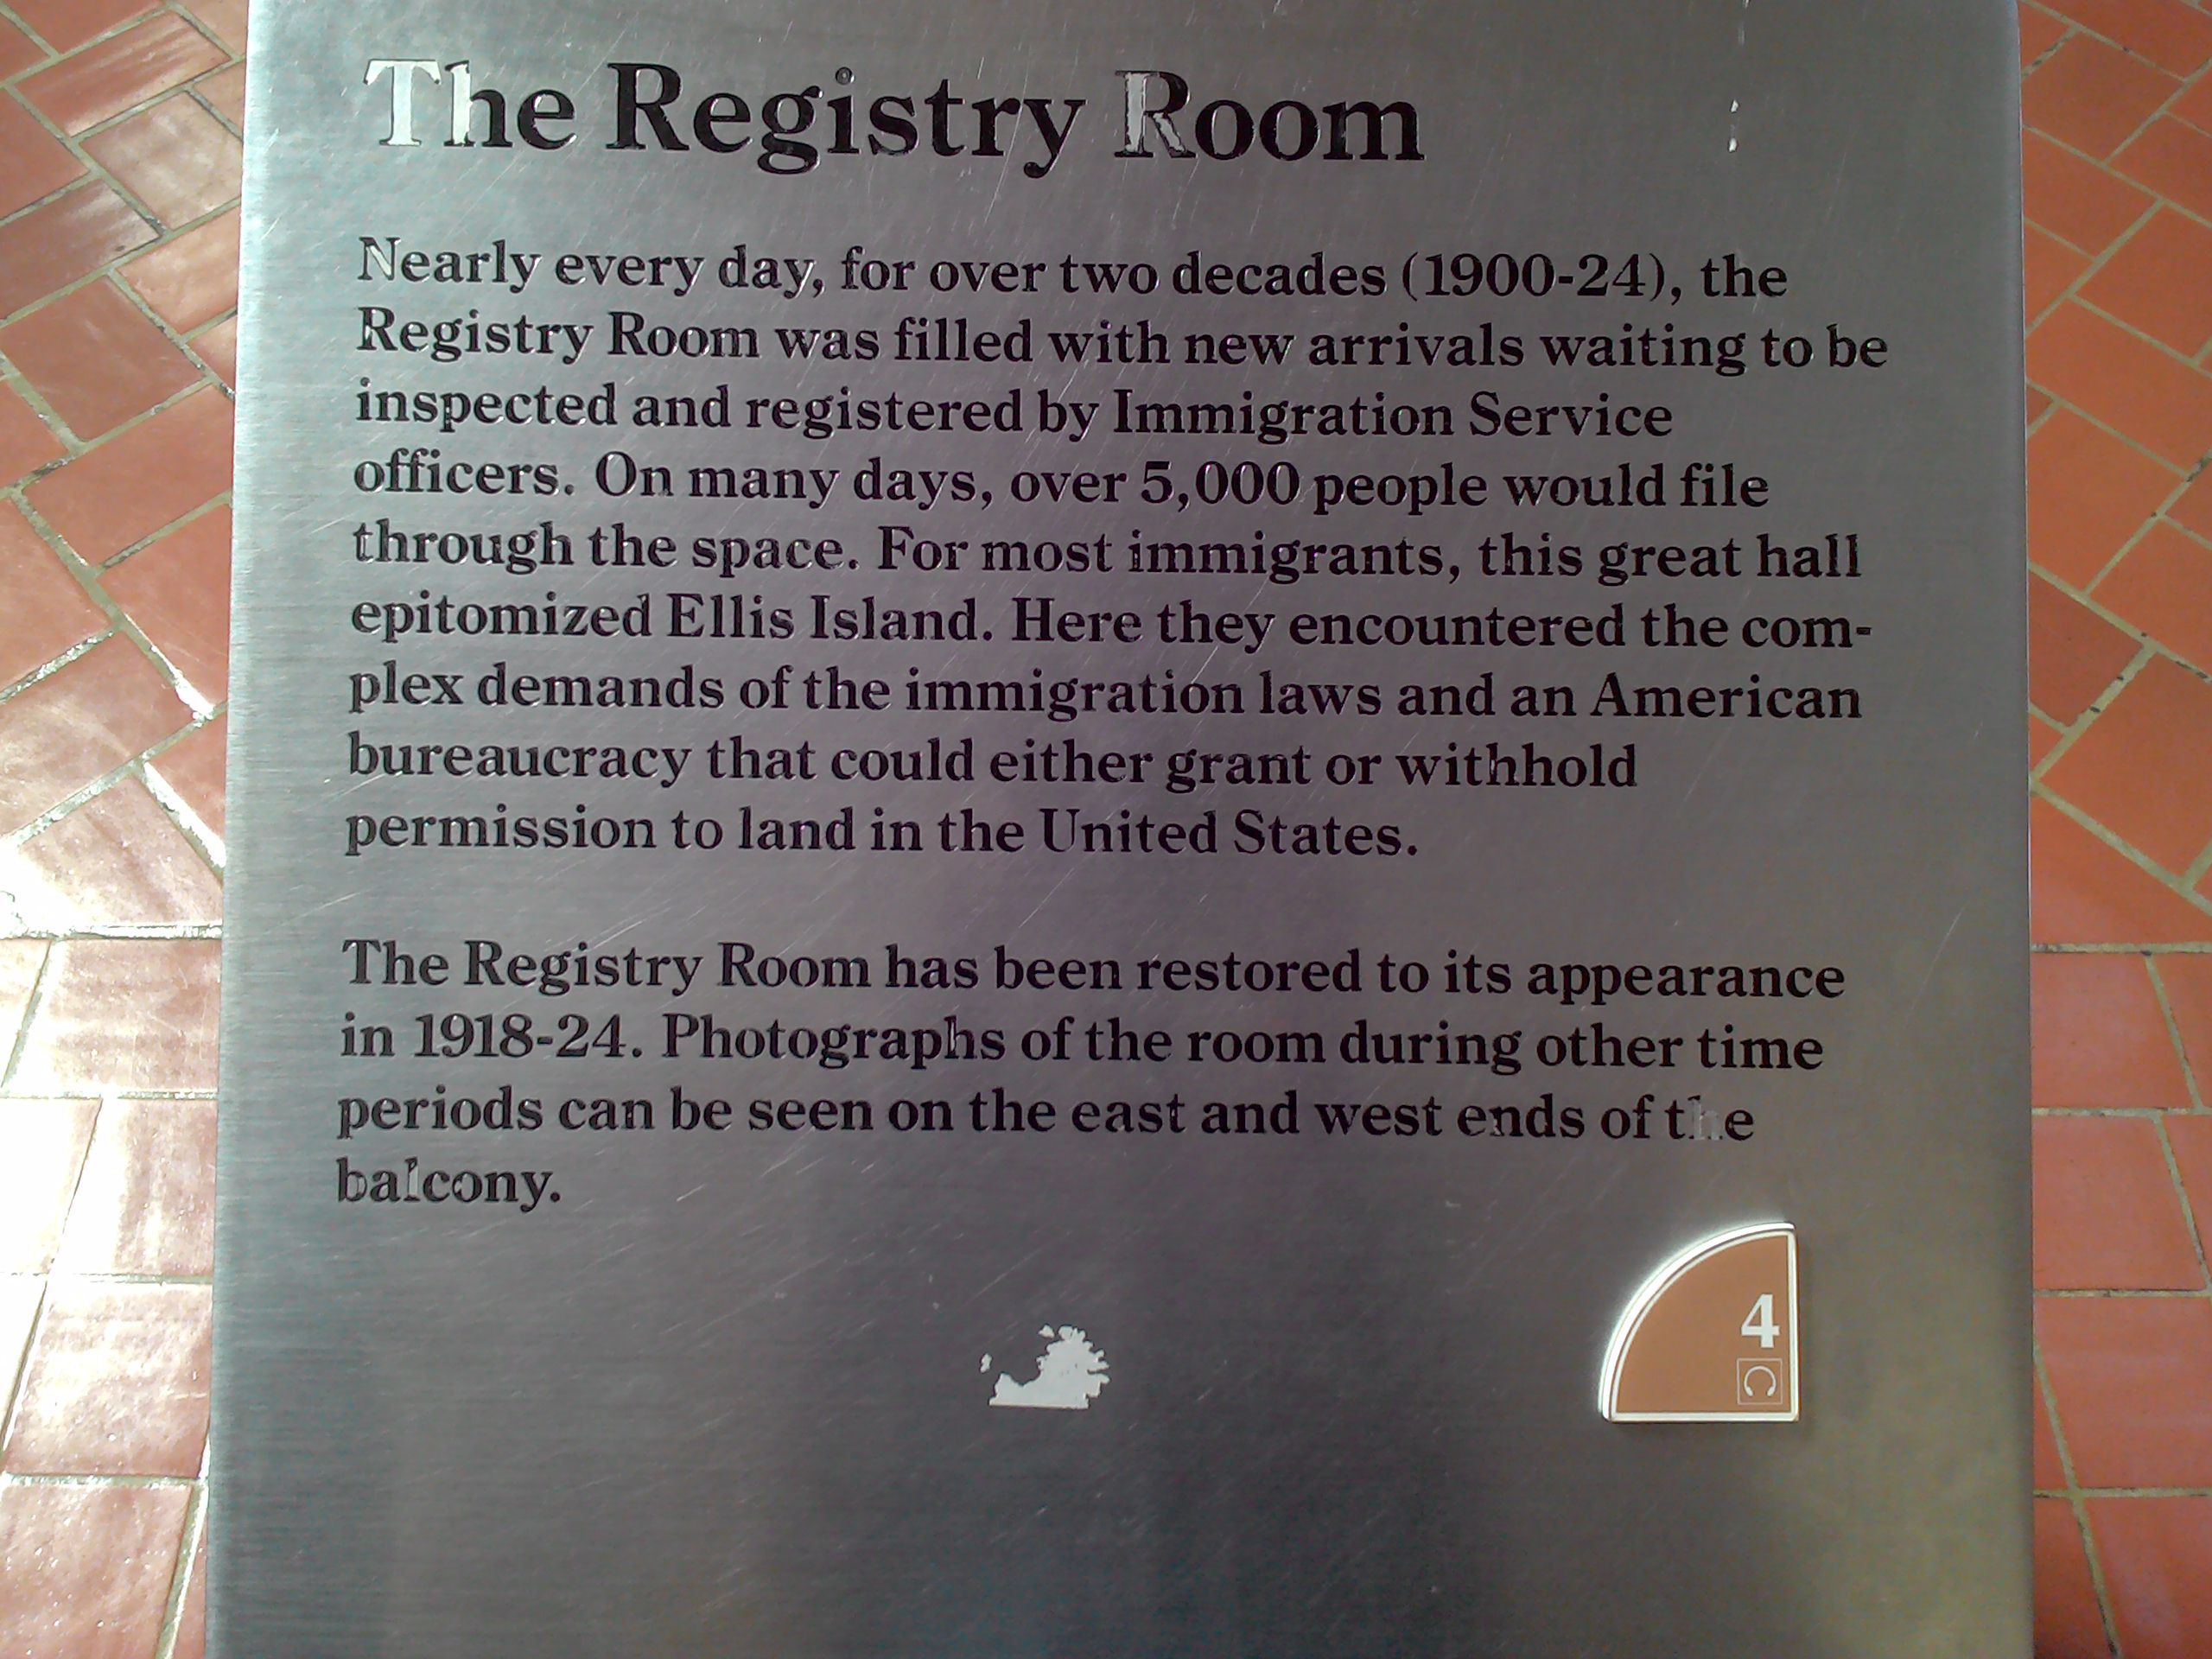 The Registry Room
Nearly every day, for over two decades (1900-24), the
Registry Room was filled with new arrivals waiting to be
inspected and registered by Immigration Service
officers. On many days, over 5,000 people would file
through the space. For most immigrants, this great hall
epitomized Ellis Island. Here they encountered the com-
plex demands of the immigration laws and an American
bureaucracy that could either grant or withhold
permission to land in the United States.
The Registry Room has been restored to its appearance
in 1918-24. Photographs of the room during other time
periods can be seen on the east and west ends of the
balcony.
4